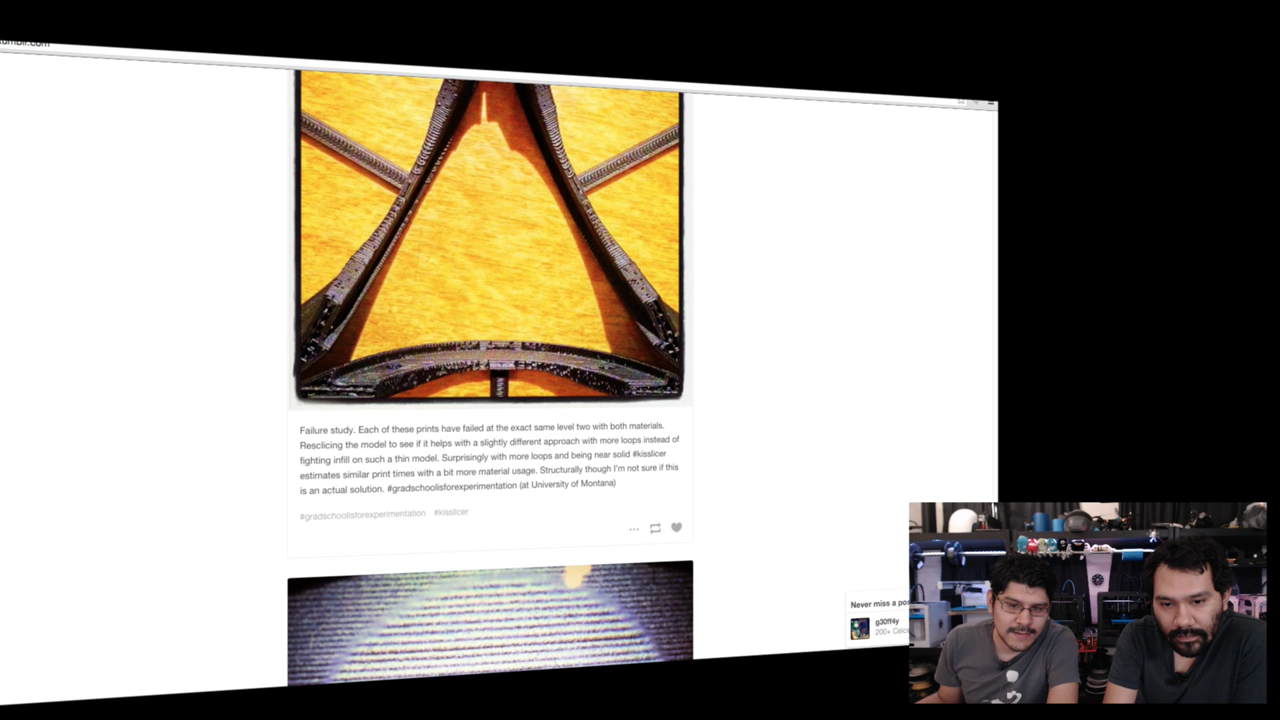 tumblr.com
Failure study. Each of these prints have failed at the exact same level two with both materials.
Resclicing the model to see if it helps with a slightly different approach with more loops instead of
fighting infill on such a thin model. Surprisingly with more loops and being near solid #kisslicer
estimates similar print times with a bit more material usage. Structurally though I'm not sure if this
is an actual solution. #gradschoolisforexperimentation (at University of Montana)
#gradschoolisforexperimentation #kisslicer
Never miss a pos
g30ff4y
200+ Celci